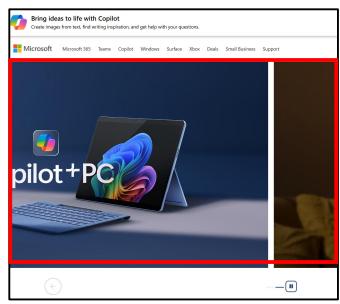 Bring ideas to life with Copilot
Create images from text, find writing inspiration, and get help with your questions.
Microsoft Microsoft 365 Teams Copilot Windows Surface Xbox Deals Small Business Support
pilot+PC